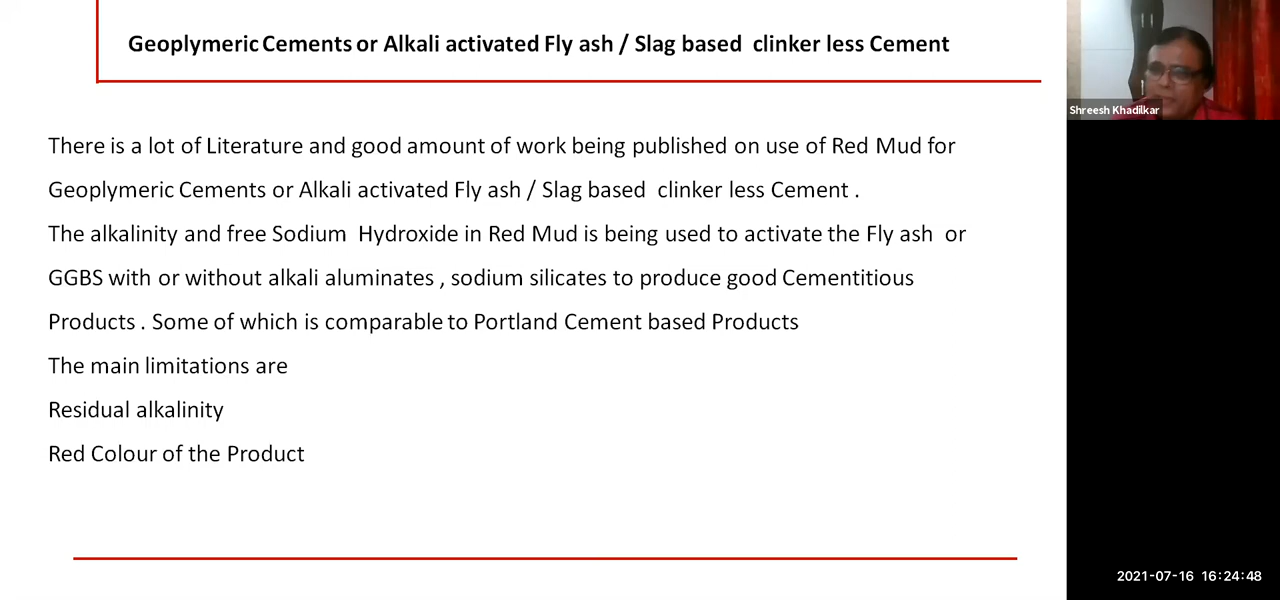 Geoplymeric Cements or Alkali activated Fly ash / Slag based clinker less Cement
Shreesh Khadilkar
There is a lot of Literature and good amount of work being published on use of Red Mud for
Geoplymeric Cements or Alkali activated Fly ash / Slag based clinker less Cement .
The alkalinity and free Sodium Hydroxide in Red Mud is being used to activate the Fly ash or
GGBS with or without alkali aluminates , sodium silicates to produce good Cementitious
Products . Some of which is comparable to Portland Cement based Products
The main limitations are
Residual alkalinity
Red Colour of the Product
2021-07-16 16:24:48